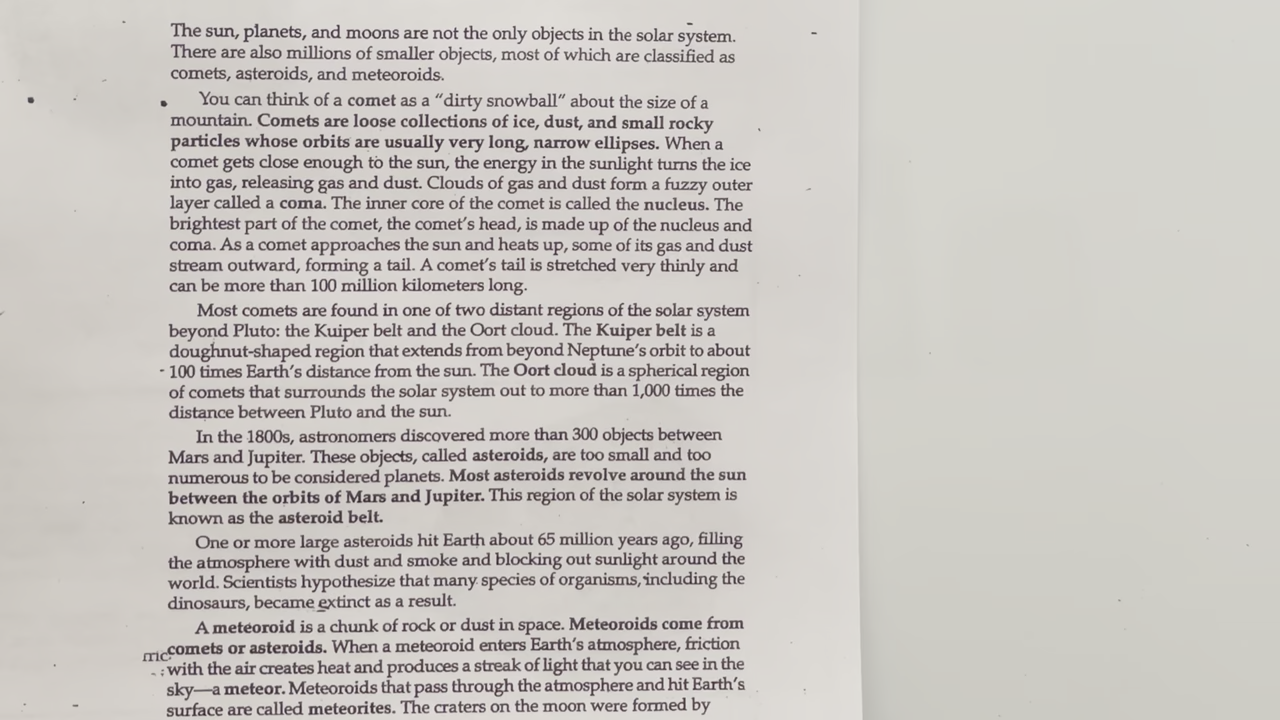 The sun, planets, and moons are not the only objects in the solar system.
There are also millions of smaller objects, most of which are classified as
comets, asteroids, and meteoroids.
You can think of a comet as a “dirty snowball” about the size of a
mountain. Comets are loose collections of ice, dust, and small rocky
particles whose orbits are usually very long, narrow ellipses. When a
comet gets close enough to the sun, the energy in the sunlight turns the ice
into gas, releasing gas and dust. Clouds of gas and dust form a fuzzy outer
layer called a coma. The inner core of the comet is called the nucleus. The
brightest part of the comet, the comet’s head, is made up of the nucleus and
coma. As a comet approaches the sun and heats up, some of its gas and dust
stream outward, forming a tail. A comet’s tail is stretched very thinly and
can be more than 100 million kilometers long.
Most comets are found in one of two distant regions of the solar system
beyond Pluto: the Kuiper belt and the Oort cloud. The Kuiper belt is a
doughnut-shaped region that extends from beyond Neptune’s orbit to about
100 times Earth’s distance from the sun. The Oort cloud is a spherical region
of comets that surrounds the solar system out to more than 1,000 times the
distance between Pluto and the sun.
In the 1800s, astronomers discovered more than 300 objects between
Mars and Jupiter. These objects, called asteroids, are too small and too
numerous to be considered planets. Most asteroids revolve around the sun
between the orbits of Mars and Jupiter. This region of the solar system is
known as the asteroid belt.
One or more large asteroids hit Earth about 65 million years ago, filling
the atmosphere with dust and smoke and blocking out sunlight around the
world. Scientists hypothesize that many species of organisms, including the
dinosaurs, became extinct as a result.
A meteoroid is a chunk of rock or dust in space. Meteoroids come from
comets or asteroids. When a meteoroid enters Earth’s atmosphere, friction
with the air creates heat and produces a streak of light that you can see in the
sky—a meteor. Meteoroids that pass through the atmosphere and hit Earth’s
surface are called meteorites. The craters on the moon were formed by